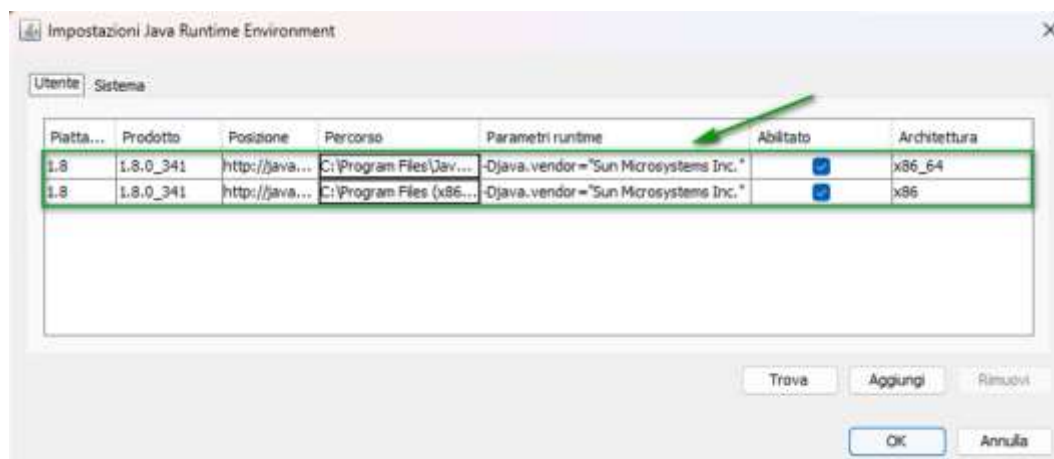 Impostazioni Java Runtime Environment
Utente Sistema
Piatta... Prodotto Posizione Percorso Parametri runtime Abilitato Architettura
1.8 1.8.0_341 http://java... C:\Program Files\Jav... -Djava.vendor="Sun Microsystems Inc." x86_64
1.8 1.8.0_341 http://java... C:\Program Files (x86... -Djava.vendor="Sun Microsystems Inc." x86
Trova Aggiungi Rimuovi
OK Annulla